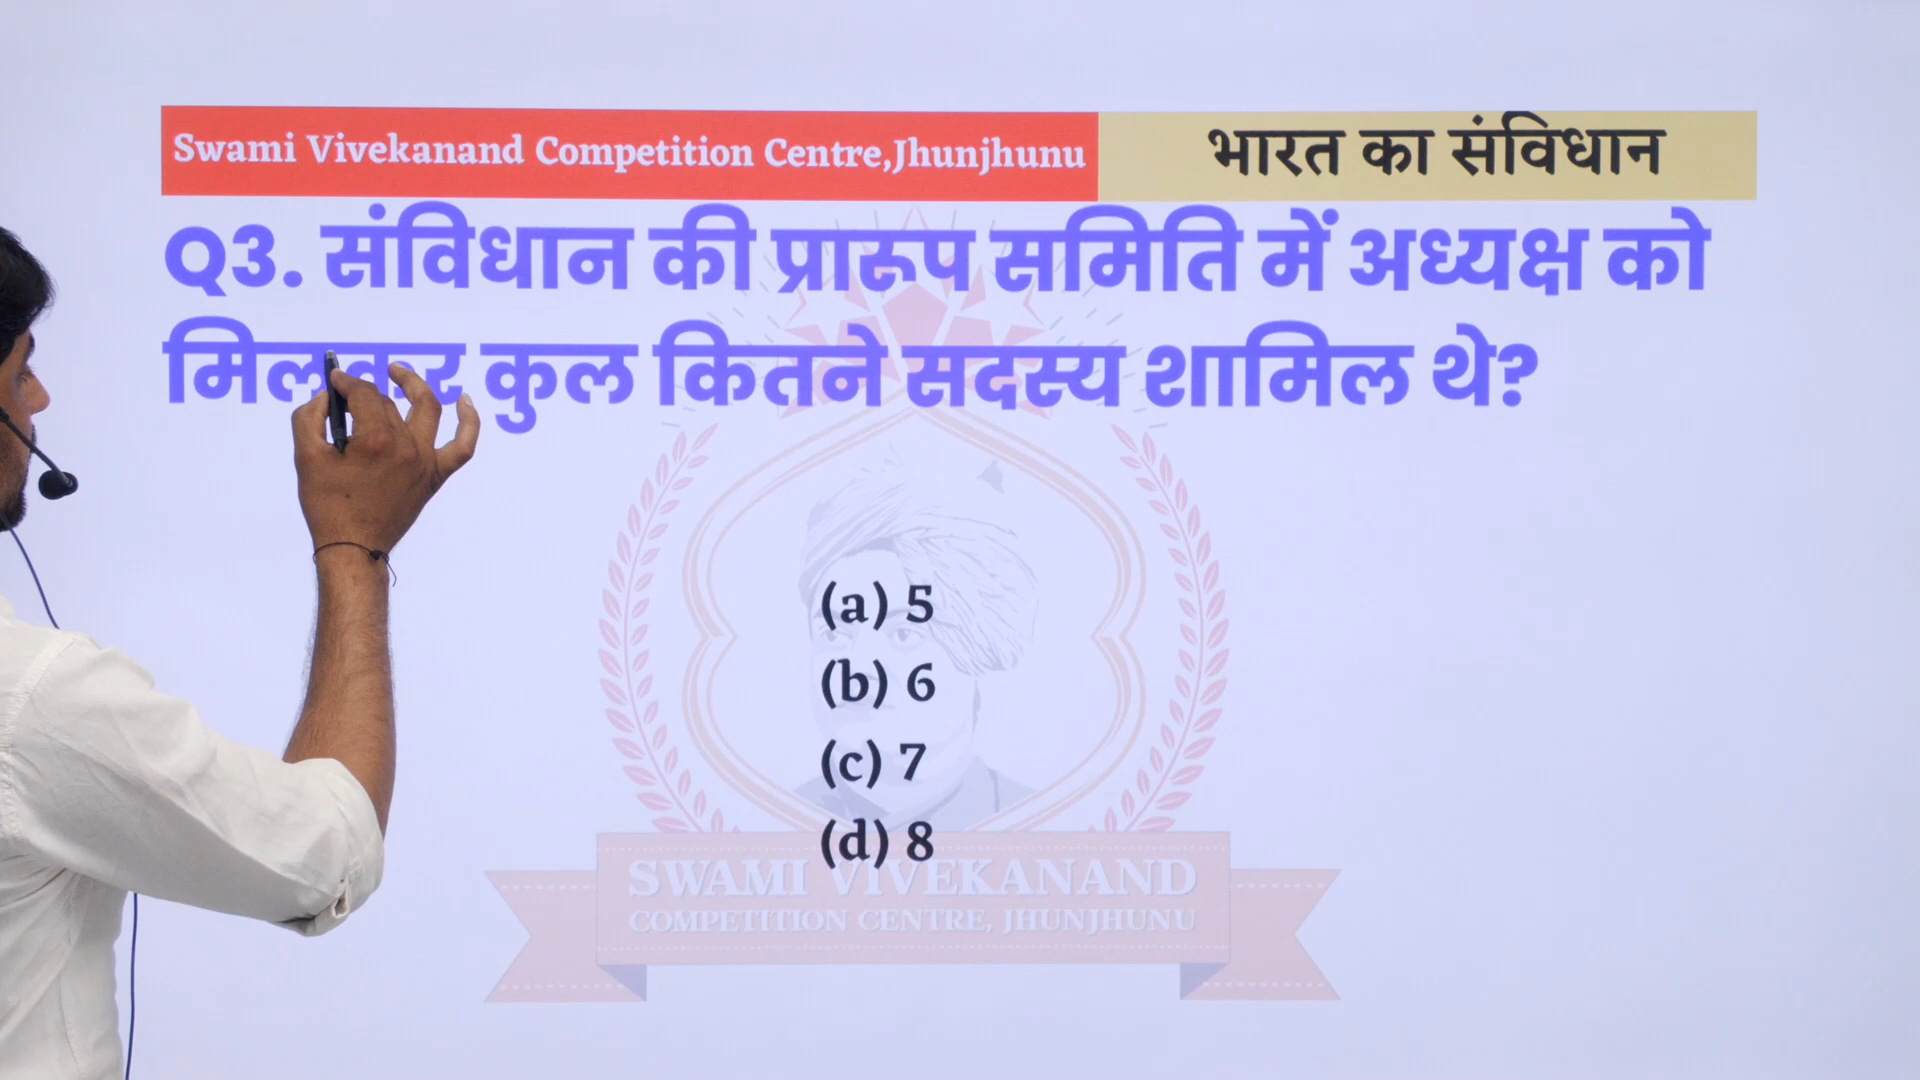 Swami Vivekanand Competition Centre,Jhunjhunu
भारत का संविधान
Q3. संविधान की प्रारूप समिति में अध्यक्ष को
मिलकर कुल कितने सदस्य शामिल थे?
(a) 5
(b) 6
(c) 7
(d) 8
SWAMI VIVEKANAND
COMPETITION CENTRE, JHUNJHUNU